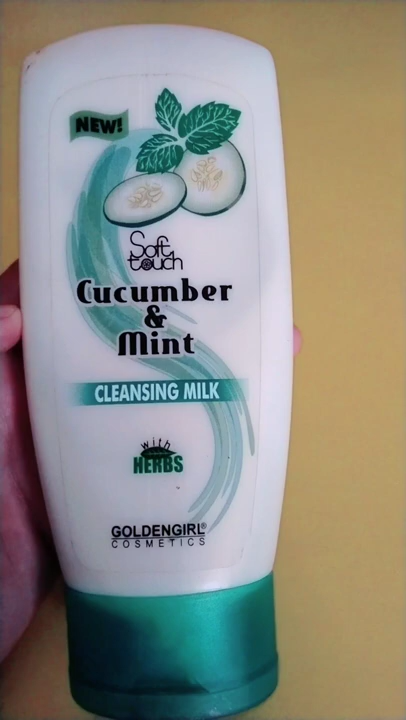 NEW!
Soft
touch
Cucumber
&
Mint
CLEANSING MILK
with
HERBS
GOLDENGIRL®
COSMETICS